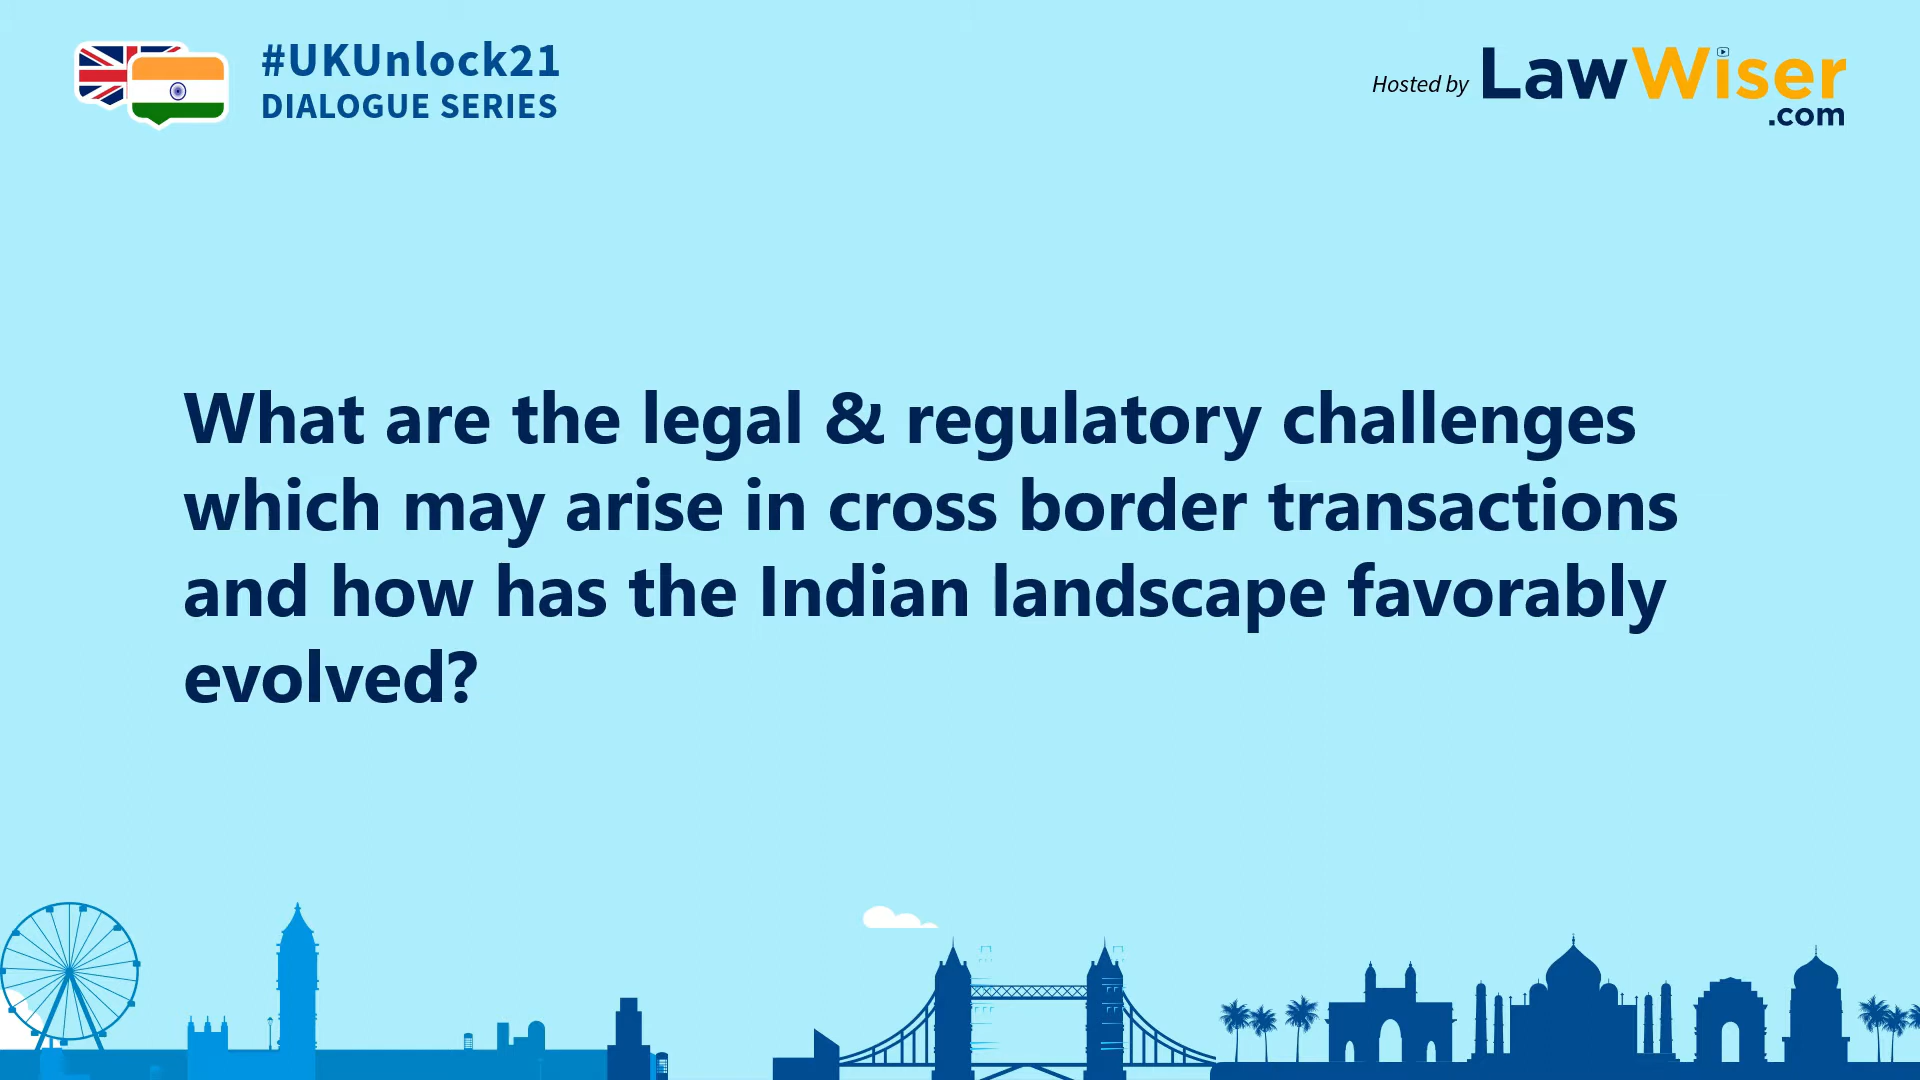 #UKUnlock21
DIALOGUE SERIES
Hosted by LawWiser
.com
What are the legal & regulatory challenges
which may arise in cross border transactions
and how has the Indian landscape favorably
evolved?